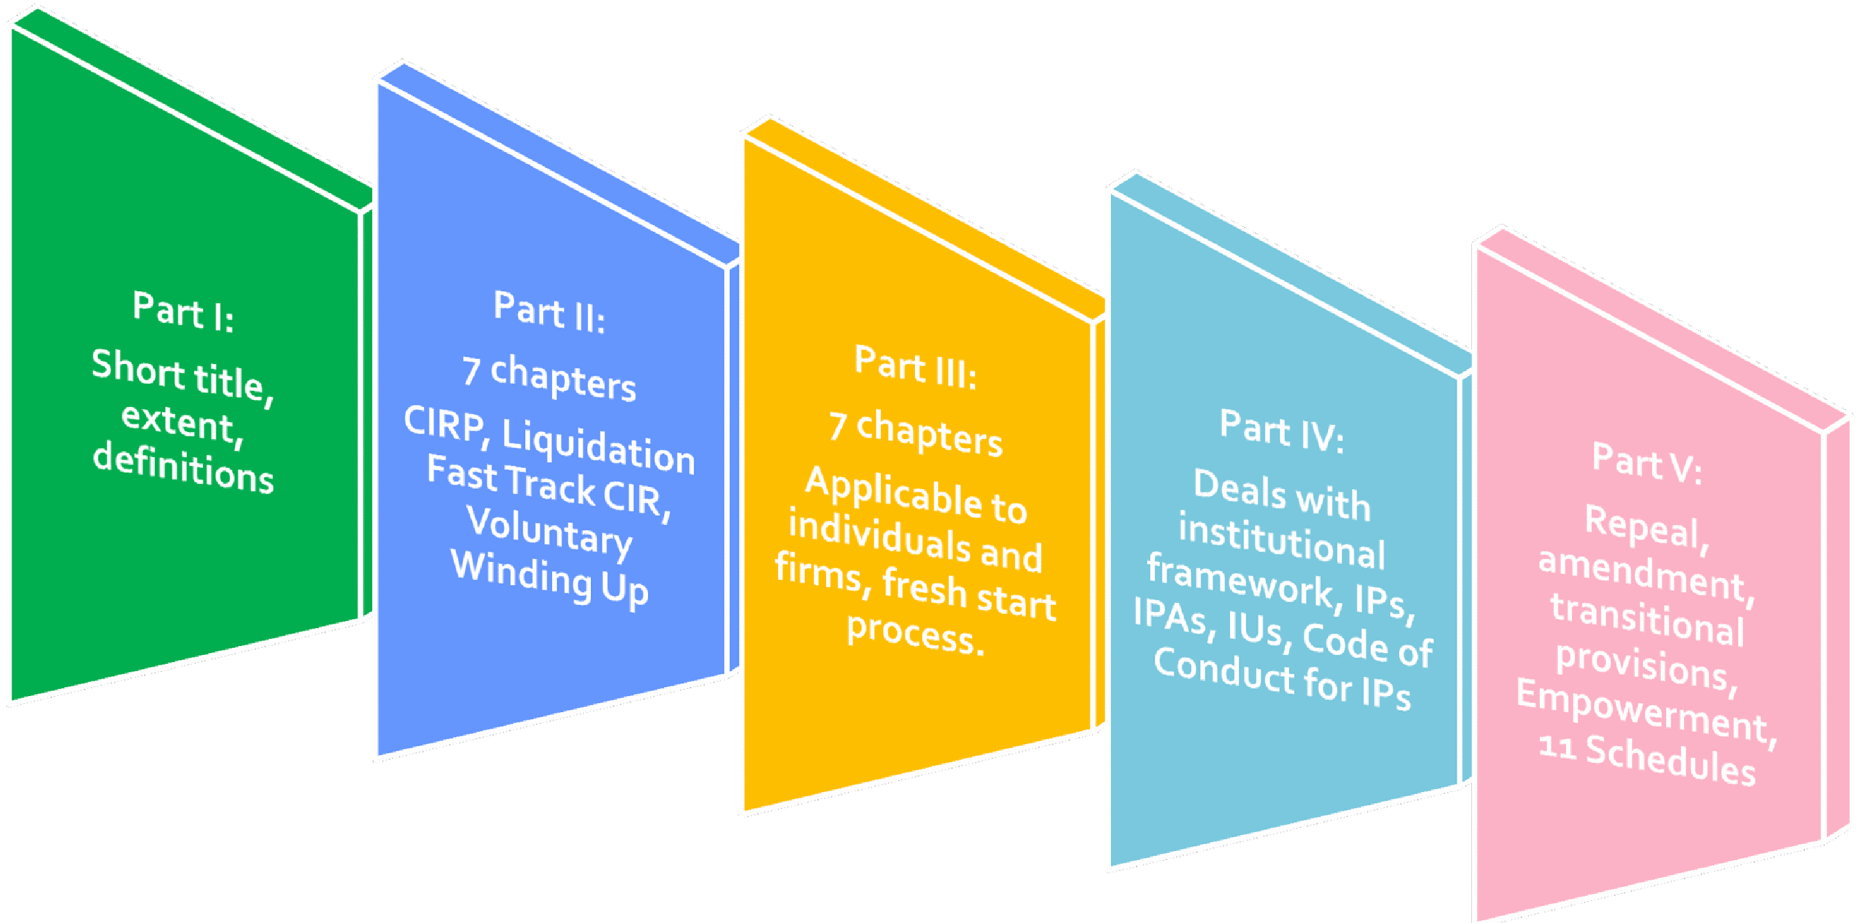 Part I:
Short title,
extent,
definitions
Part II:
7 chapters
CIRP, Liquidation
Fast Track CIR,
Voluntary
Winding Up
Part III:
7 chapters
Applicable to
individuals and
firms, fresh start
process.
Part IV:
Deals with
institutional
framework, IPs,
IPAs, IUs, Code of
Conduct for IPs
Part V:
Repeal,
amendment,
transitional
provisions,
Empowerment,
11 Schedules